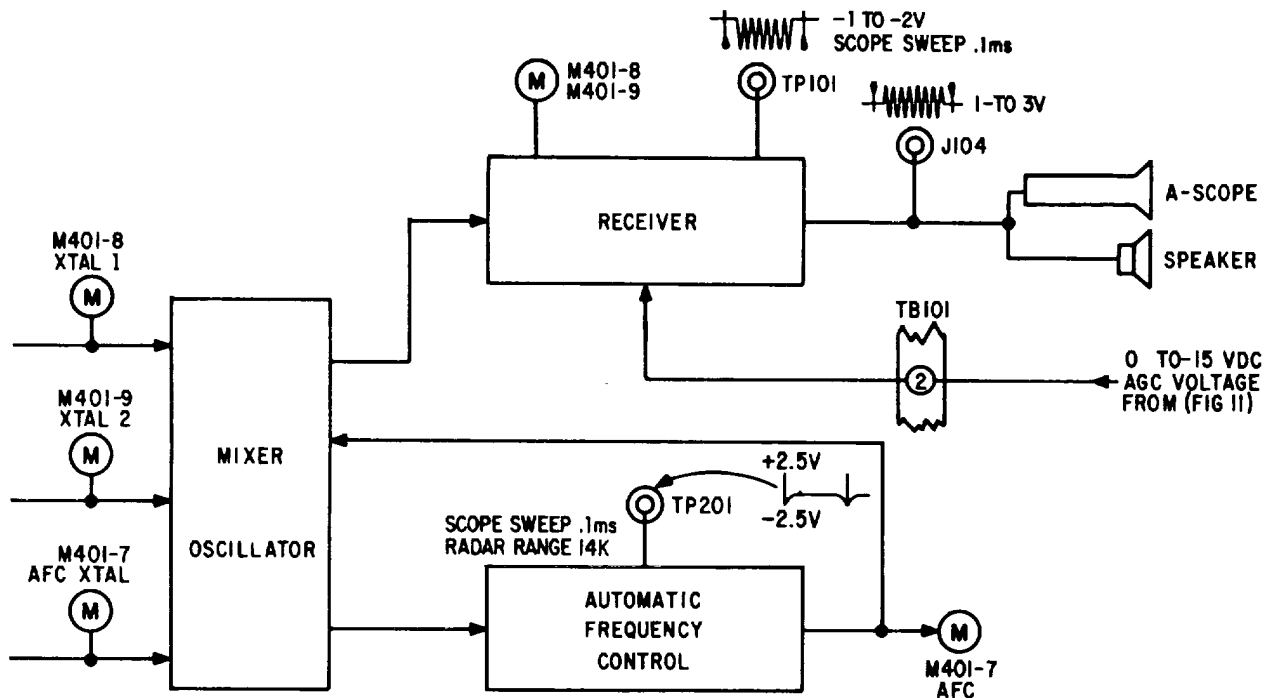 -1 TO -2V
SCOPE SWEEP .1ms
M
M401-8
M401-9
TP101
1-TO 3V
J104
RECEIVER
A-SCOPE
SPEAKER
M401-8
XTAL 1
M
TB101
2
0 TO-15 VDC
AGC VOLTAGE
FROM (FIG 11)
M401-9
XTAL 2
M
MIXER
OSCILLATOR
+2.5V
-2.5V
TP201
SCOPE SWEEP .1ms
RADAR RANGE 14K
M401-7
AFC XTAL
M
AUTOMATIC
FREQUENCY
CONTROL
M
M401-7
AFC